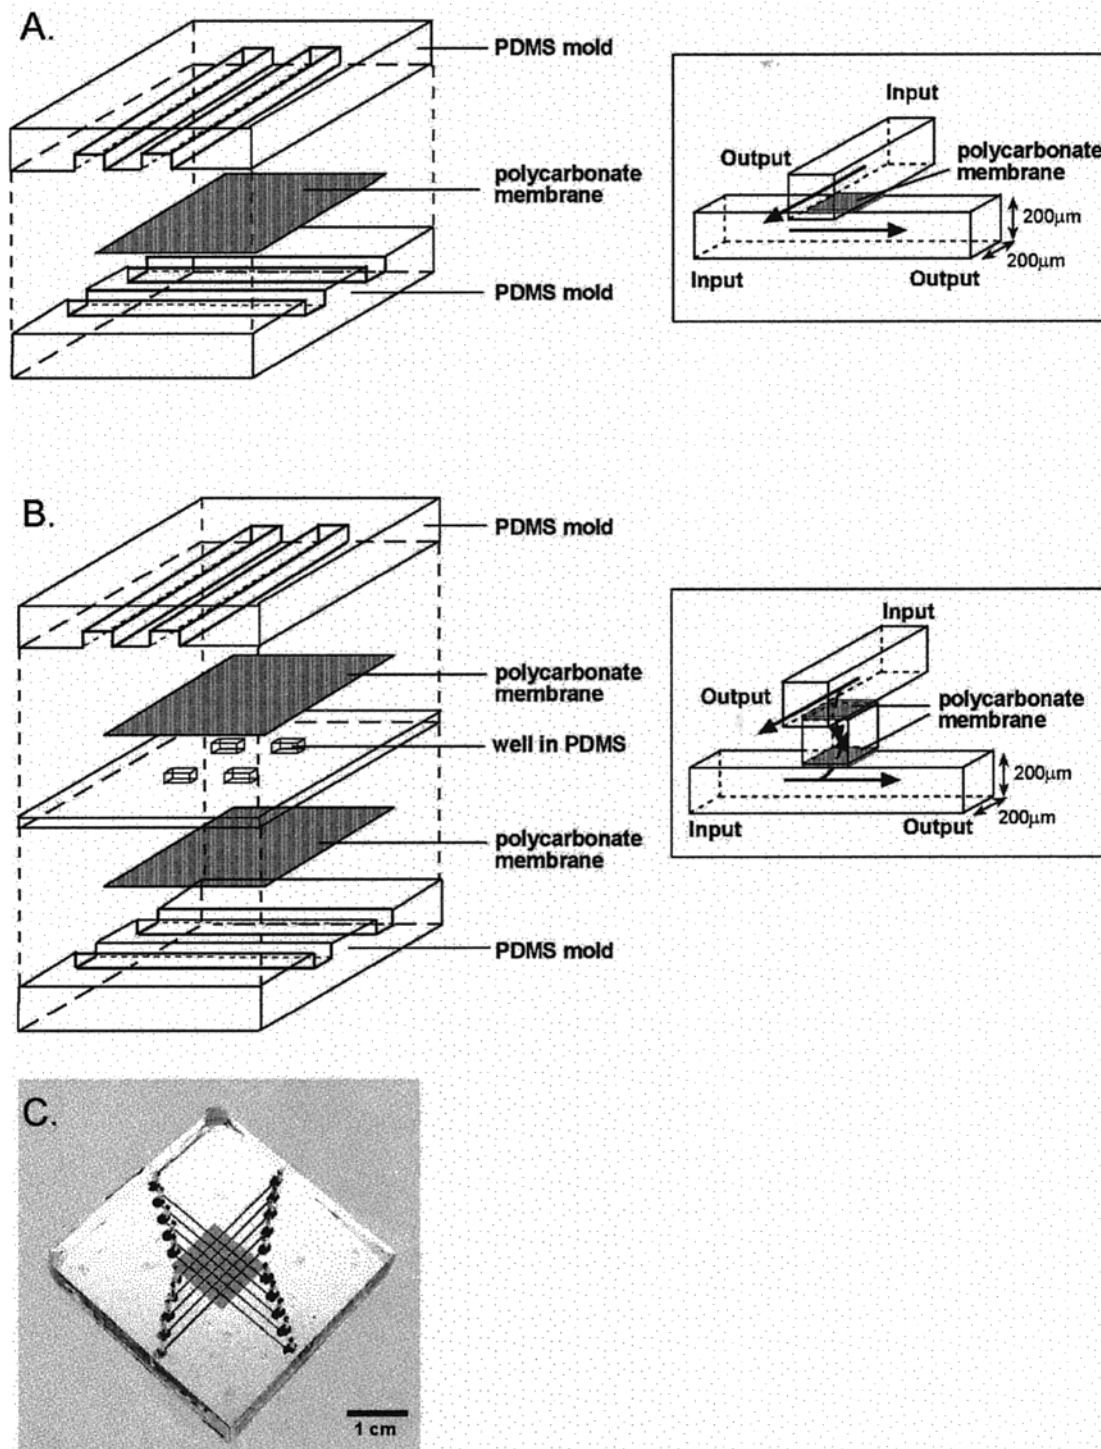 A.
PDMS mold
polycarbonate
membrane
PDMS mold
Input
Output
polycarbonate
membrane
200μm
200μm
Input
Output
B.
PDMS mold
polycarbonate
membrane
well in PDMS
polycarbonate
membrane
PDMS mold
Input
Output
polycarbonate
membrane
200μm
200μm
Input
Output
C.
1 cm